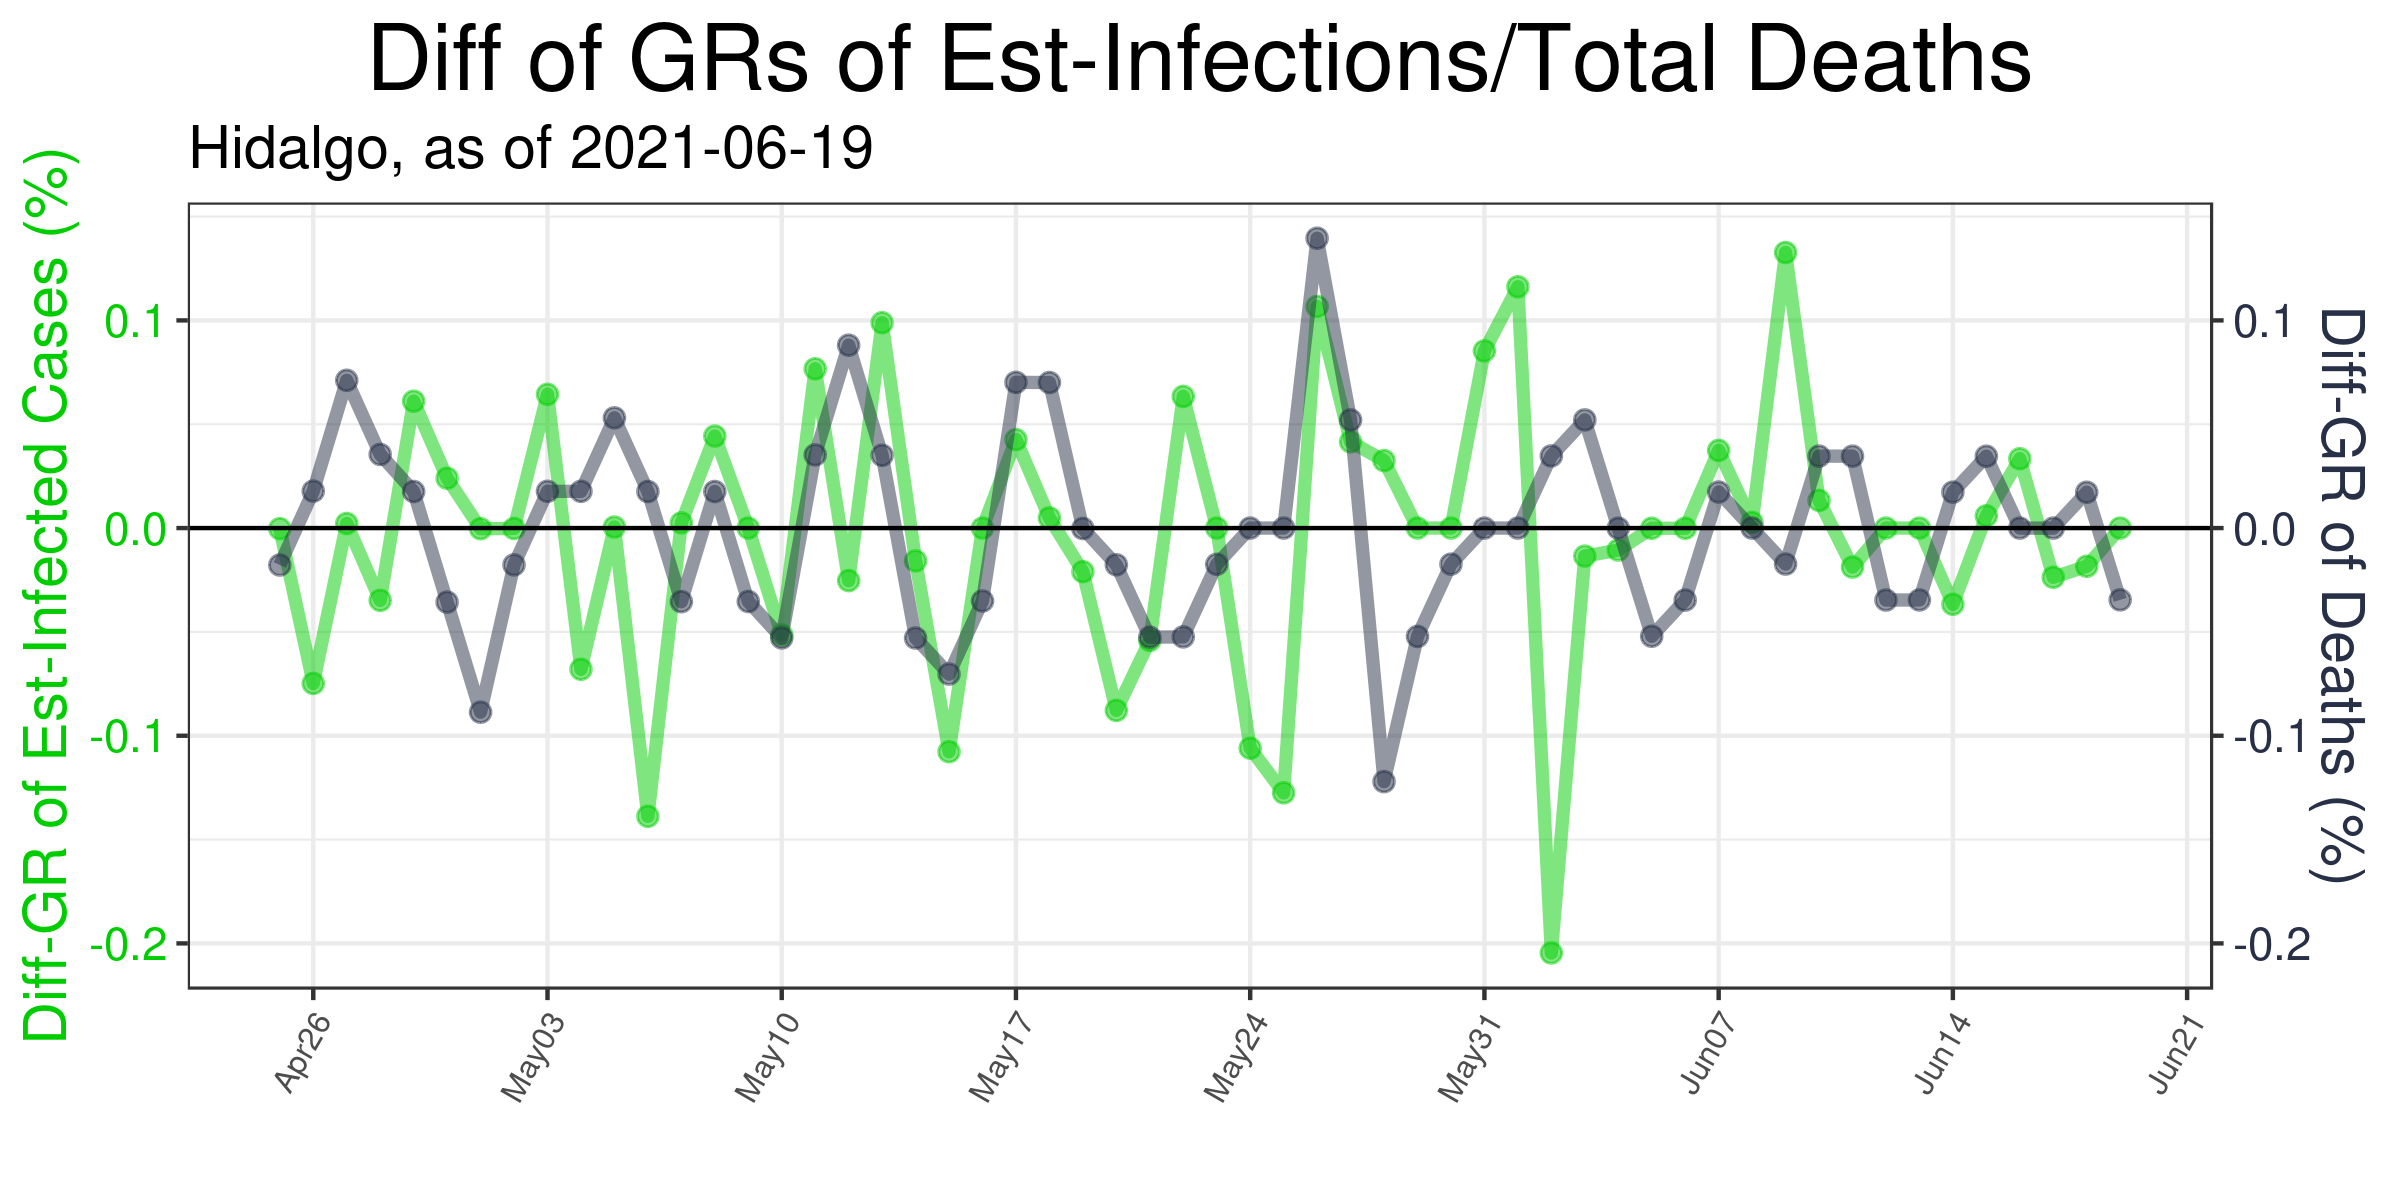 Diff of GRs of Est-Infections/Total Deaths
Hidalgo, as of 2021-06-19
Diff-GR of Est-Infected Cases (%)
0.1
0.0
-0.1
-0.2
0.1
0.0
-0.1
-0.2
Diff-GR of Deaths (%)
Apr26
May03
May10
May17
May24
May31
Jun07
Jun14
Jun21